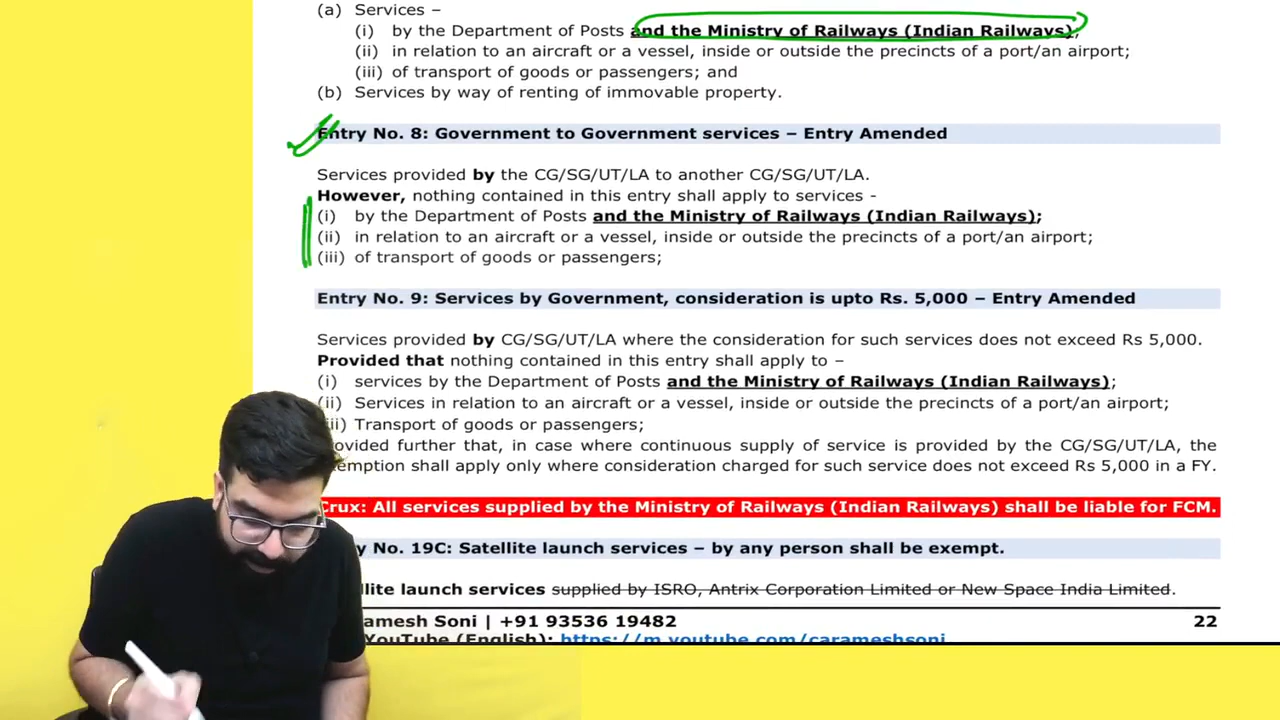 (a) Services –
(i) by the Department of Posts and the Ministry of Railways (Indian Railways);
(ii) in relation to an aircraft or a vessel, inside or outside the precincts of a port/an airport;
(iii) of transport of goods or passengers; and
(b) Services by way of renting of immovable property.
Entry No. 8: Government to Government services – Entry Amended
Services provided by the CG/SG/UT/LA to another CG/SG/UT/LA.
However, nothing contained in this entry shall apply to services -
(i) by the Department of Posts and the Ministry of Railways (Indian Railways);
(ii) in relation to an aircraft or a vessel, inside or outside the precincts of a port/an airport;
(iii) of transport of goods or passengers;
Entry No. 9: Services by Government, consideration is upto Rs. 5,000 – Entry Amended
Services provided by CG/SG/UT/LA where the consideration for such services does not exceed Rs 5,000.
Provided that nothing contained in this entry shall apply to –
(i) services by the Department of Posts and the Ministry of Railways (Indian Railways);
(ii) Services in relation to an aircraft or a vessel, inside or outside the precincts of a port/an airport;
ii) Transport of goods or passengers;
ovided further that, in case where continuous supply of service is provided by the CG/SG/UT/LA, the
emption shall apply only where consideration charged for such service does not exceed Rs 5,000 in a FY.
Crux: All services supplied by the Ministry of Railways (Indian Railways) shall be liable for FCM.
y No. 19C: Satellite launch services – by any person shall be exempt.
llite launch services supplied by ISRO, Antrix Corporation Limited or New Space India Limited.
amesh Soni | +91 93536 19482
22
YouTube (English): https://m.youtube.com/carameshsoni